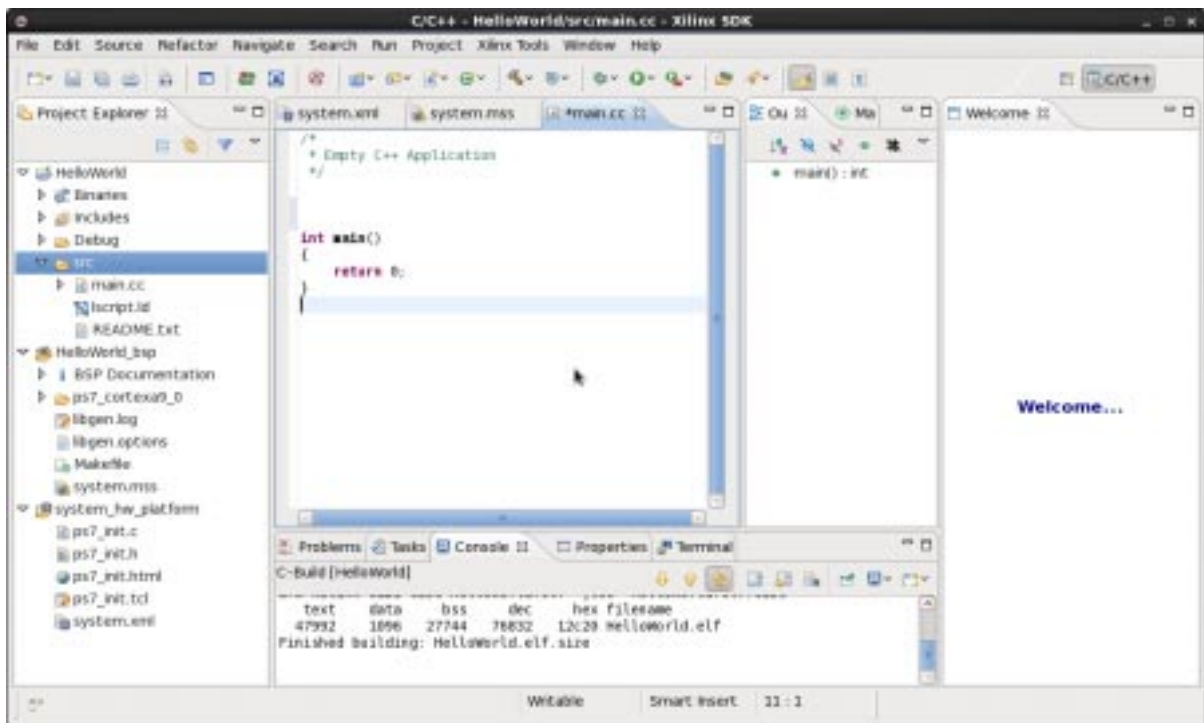 C/C++ - HelloWorld/src/main.cc - Xilinx SDK
File Edit Source Refactor Navigate Search Run Project Xilinx Tools Window Help
C/C++
Project Explorer
system.xml
system.mss
*main.cc
Ou
Ma
Welcome
HelloWorld
Binaries
Includes
Debug
src
main.cc
lscript.ld
README.txt
HelloWorld_bsp
BSP Documentation
ps7_cortexa9_0
libgen.log
libgen.options
Makefile
system.mss
system_hw_platform
ps7_init.c
ps7_init.h
ps7_init.html
ps7_init.tcl
system.xml
/*
* Empty C++ Application
*/
int main()
{
return 0;
}
main() : int
Welcome...
Problems Tasks Console Properties Terminal
C-Build [HelloWorld]
text data bss dec hex filename
47992 1096 27744 76832 12c20 HelloWorld.elf
Finished building: HelloWorld.elf.size
Writable Smart Insert 11 : 1